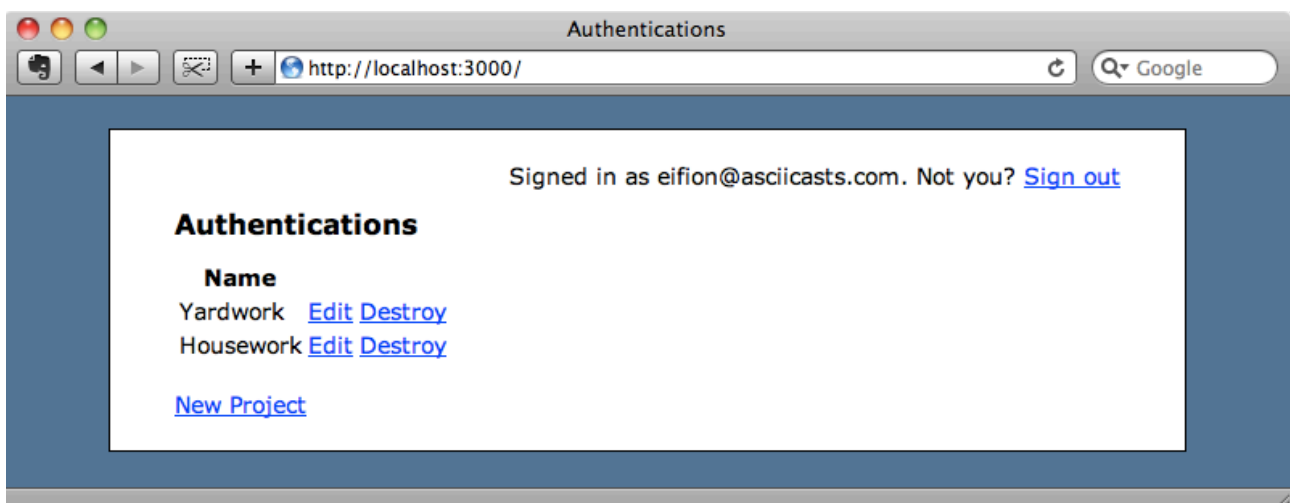 Authentications
http://localhost:3000/
Google
Signed in as eifion@asciicasts.com. Not you? Sign out
Authentications
Name
Yardwork Edit Destroy
Housework Edit Destroy
New Project